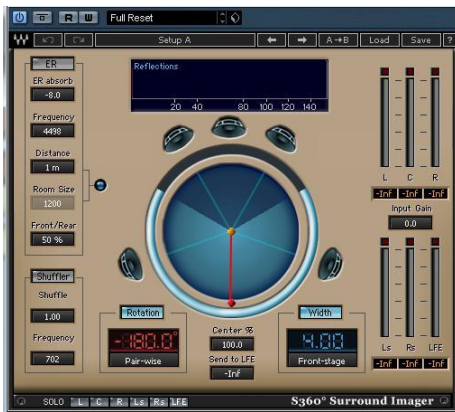 R W Full Reset
Setup A A→B Load Save ?
ER
ER absorb
-8.0
Frequency
4498
Distance
1 m
Room Size
1200
Front/Rear
50 %
Shuffler
Shuffle
1.00
Frequency
702
Reflections
20 40 80 100 120 140
L C R
-Inf -Inf -Inf
Input Gain
0.0
Ls Rs LFE
-Inf -Inf -Inf
Rotation
-180.0°
Pair-wise
Center %
100.0
Send to LFE
-Inf
Width
4.00
Front-stage
SOLO L C R Ls Rs LFE
S360° Surround Imager